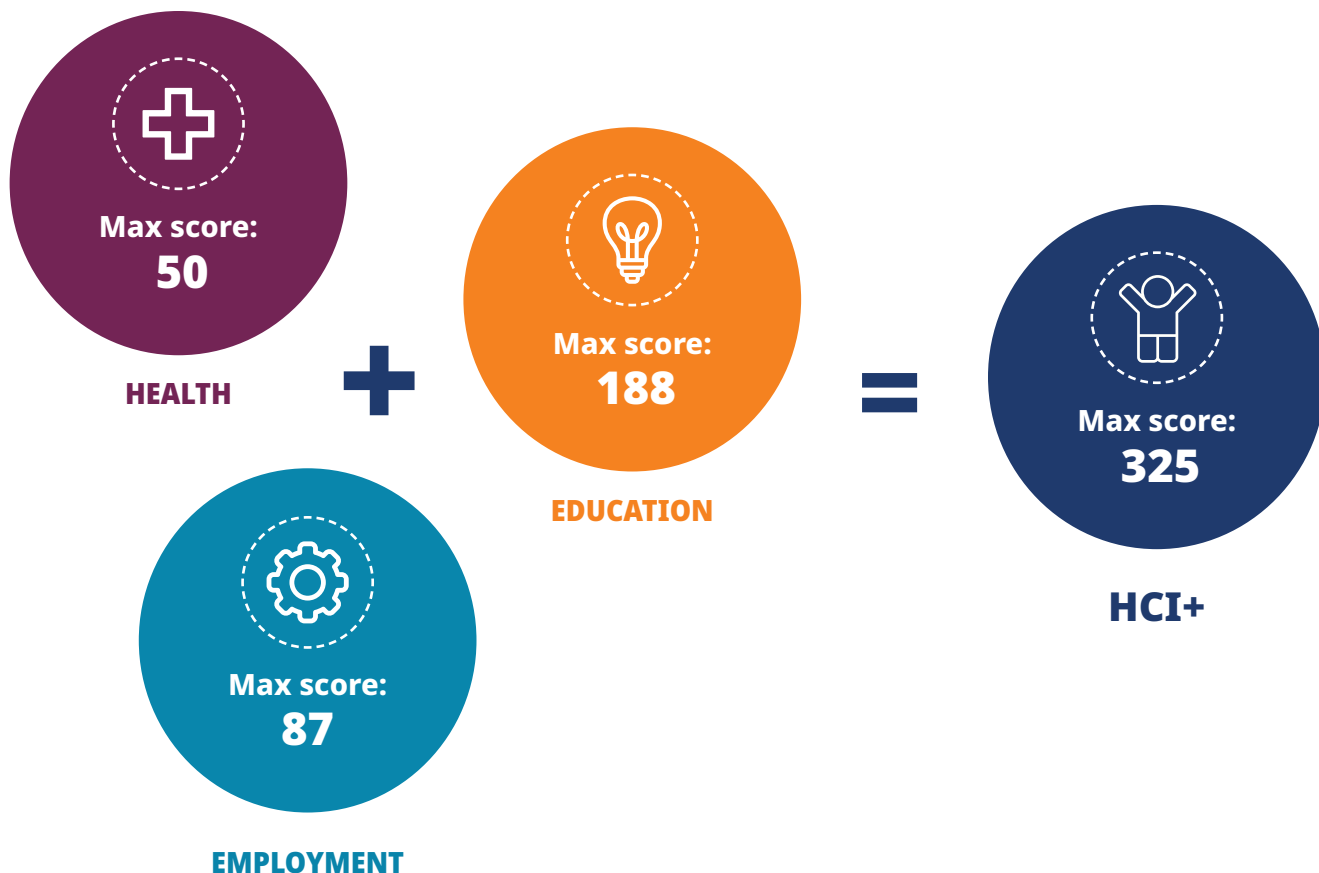 Max score:
50
HEALTH
+
Max score:
188
EDUCATION
=
Max score:
325
HCI+
Max score:
87
EMPLOYMENT